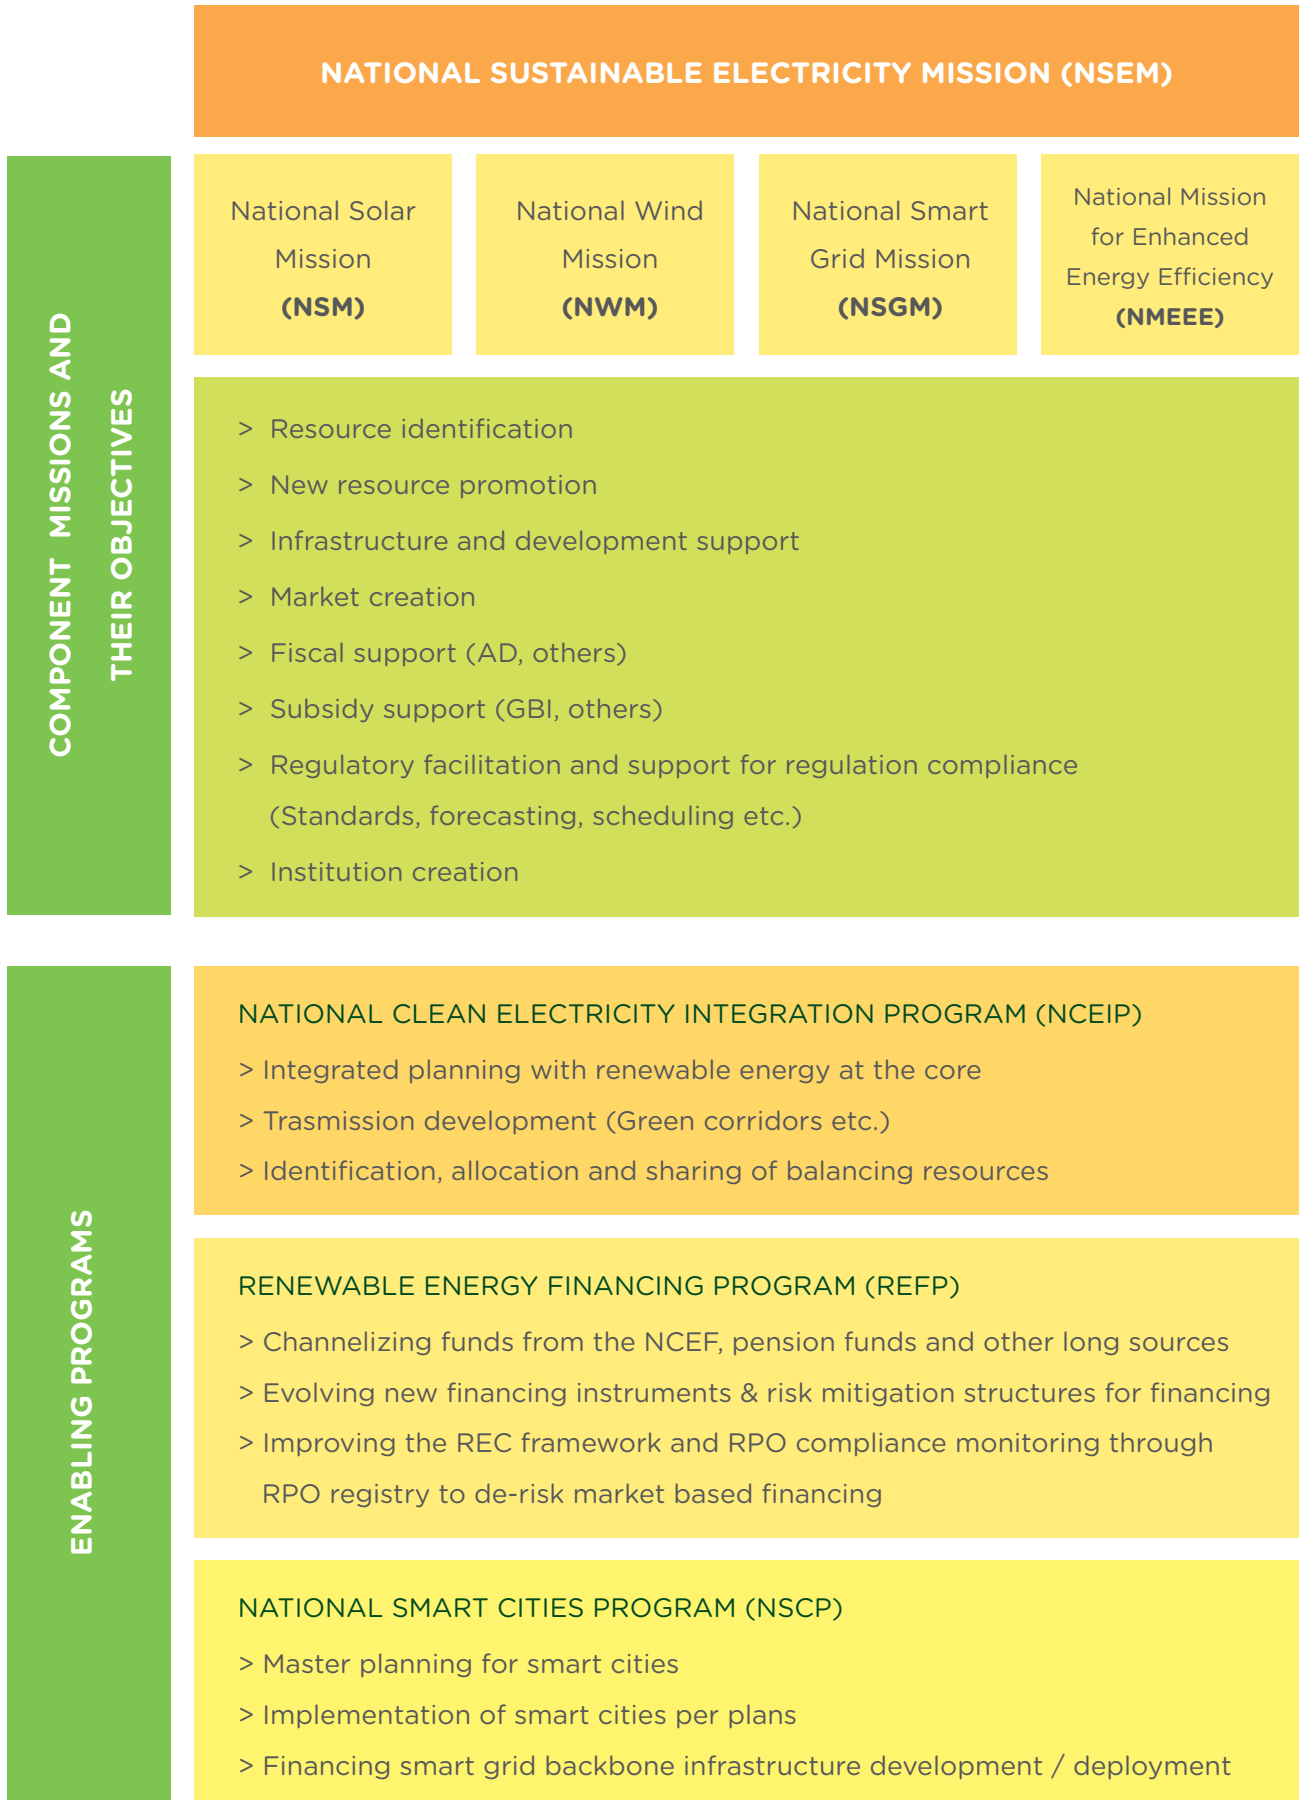 NATIONAL SUSTAINABLE ELECTRICITY MISSION (NSEM)
COMPONENT MISSIONS AND
THEIR OBJECTIVES
National Solar
Mission
(NSM)
National Wind
Mission
(NWM)
National Smart
Grid Mission
(NSGM)
National Mission
for Enhanced
Energy Efficiency
(NMEEE)
> Resource identification
> New resource promotion
> Infrastructure and development support
> Market creation
> Fiscal support (AD, others)
> Subsidy support (GBI, others)
> Regulatory facilitation and support for regulation compliance
(Standards, forecasting, scheduling etc.)
> Institution creation
ENABLING PROGRAMS
NATIONAL CLEAN ELECTRICITY INTEGRATION PROGRAM (NCEIP)
> Integrated planning with renewable energy at the core
> Trasmission development (Green corridors etc.)
> Identification, allocation and sharing of balancing resources
RENEWABLE ENERGY FINANCING PROGRAM (REFP)
> Channelizing funds from the NCEF, pension funds and other long sources
> Evolving new financing instruments & risk mitigation structures for financing
> Improving the REC framework and RPO compliance monitoring through
RPO registry to de-risk market based financing
NATIONAL SMART CITIES PROGRAM (NSCP)
> Master planning for smart cities
> Implementation of smart cities per plans
> Financing smart grid backbone infrastructure development / deployment